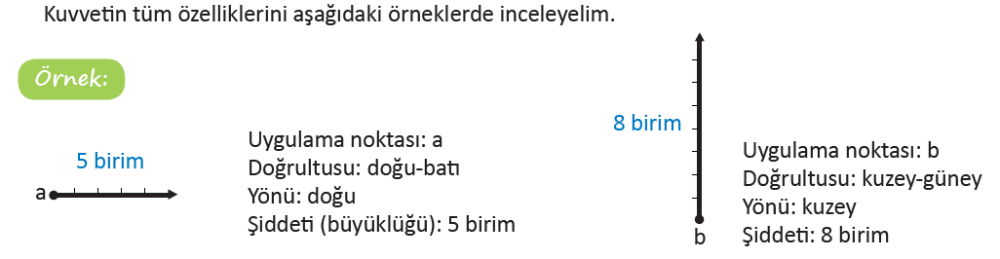 Kuvvetin tüm özelliklerini aşağıdaki örneklerde inceleyelim.
Örnek:
5 birim
a
Uygulama noktası: a
Doğrultusu: doğu-batı
Yönü: doğu
Şiddeti (büyüklüğü): 5 birim
8 birim
b
Uygulama noktası: b
Doğrultusu: kuzey-güney
Yönü: kuzey
Şiddeti: 8 birim